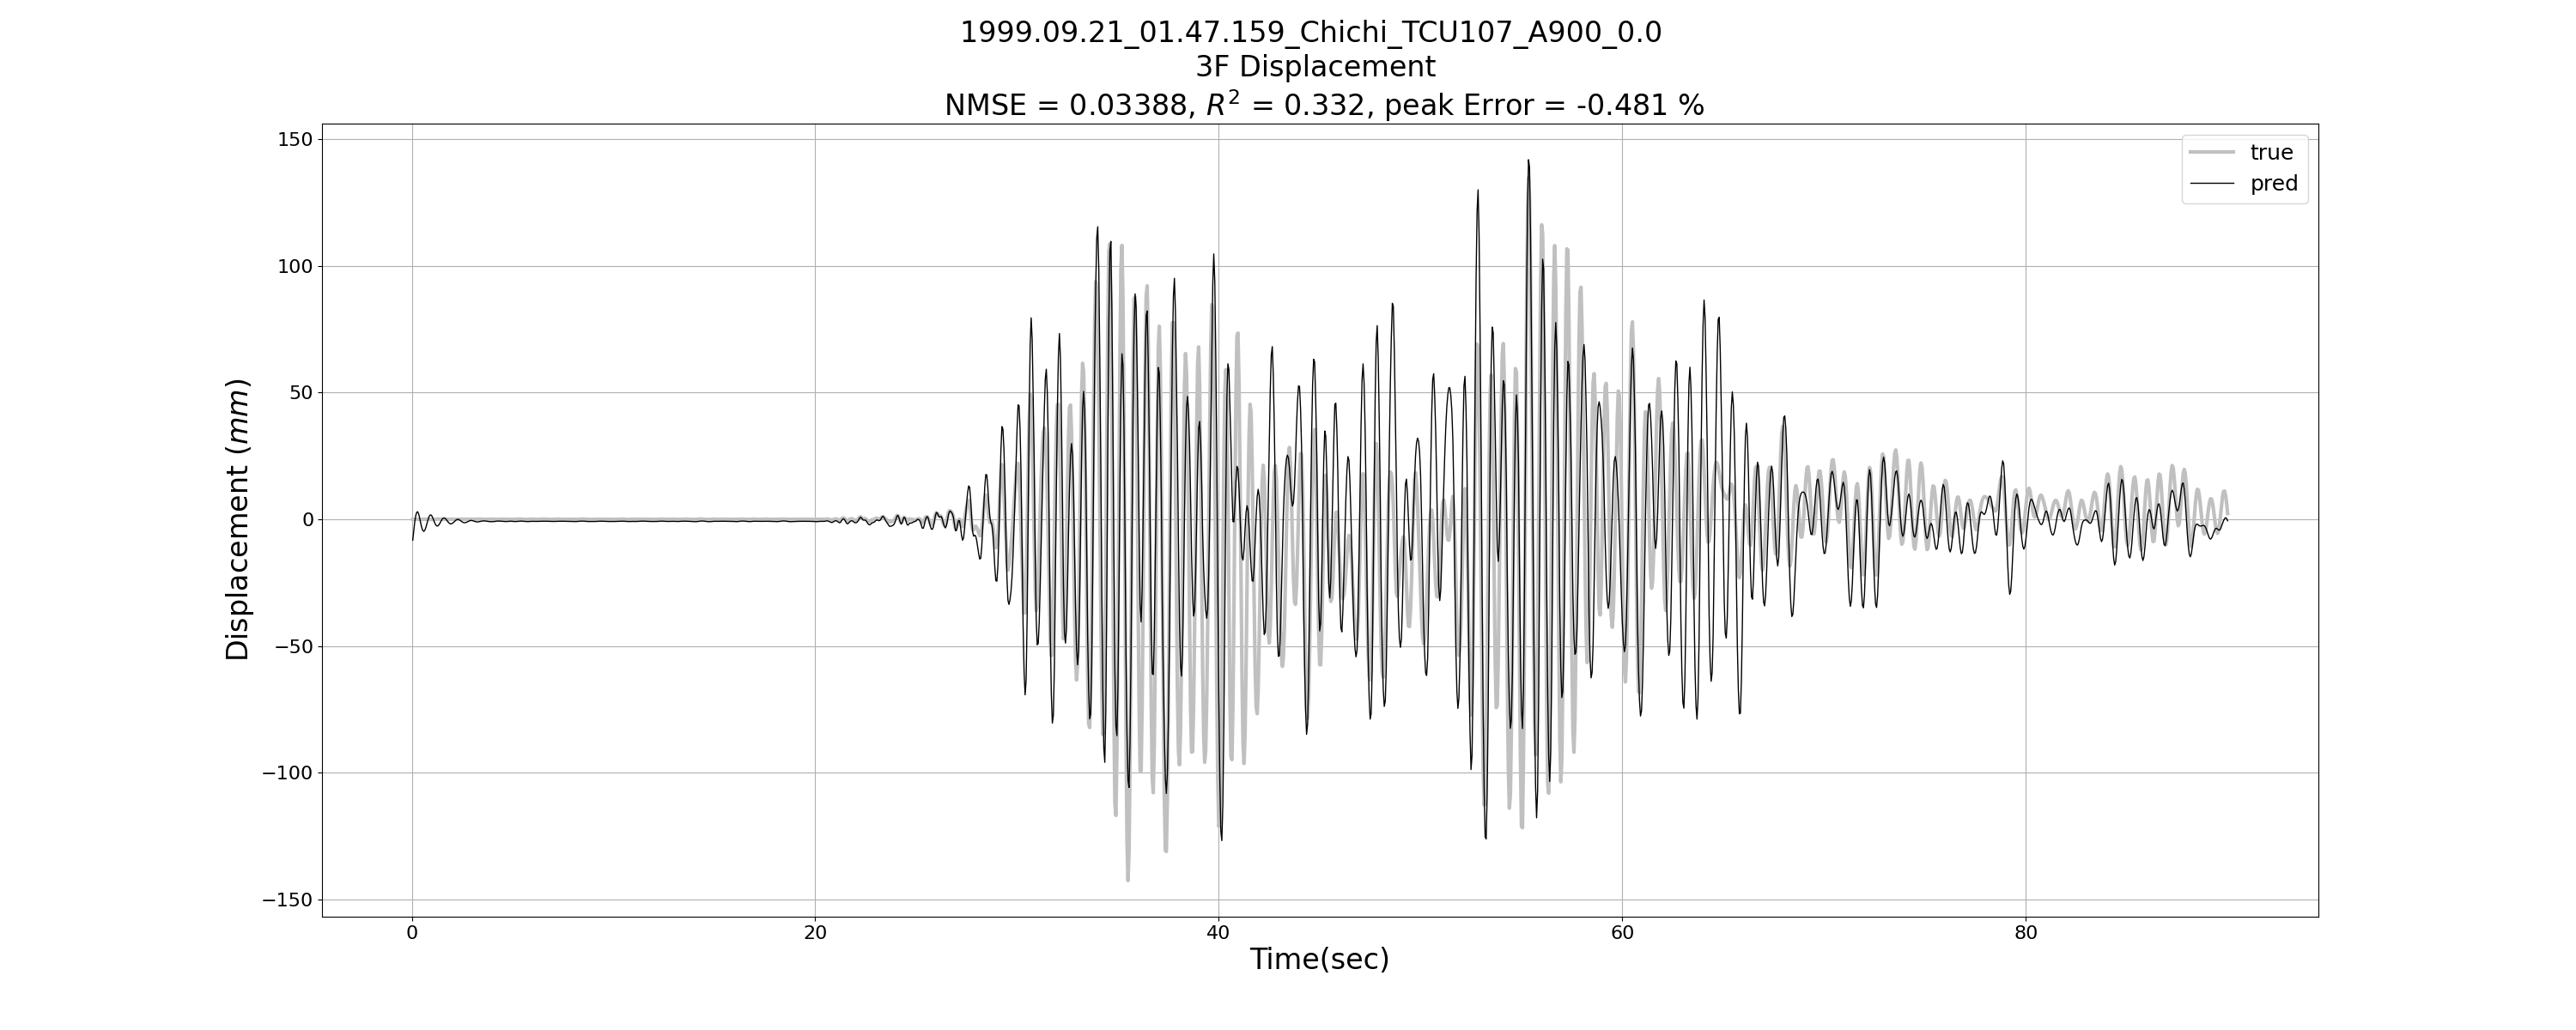 1999.09.21_01.47.159_Chichi_TCU107_A900_0.0
3F Displacement
NMSE = 0.03388, R² = 0.332, peak Error = -0.481 %
150
100
50
0
−50
−100
−150
Displacement (mm)
true
pred
0 20 40 60 80
Time(sec)